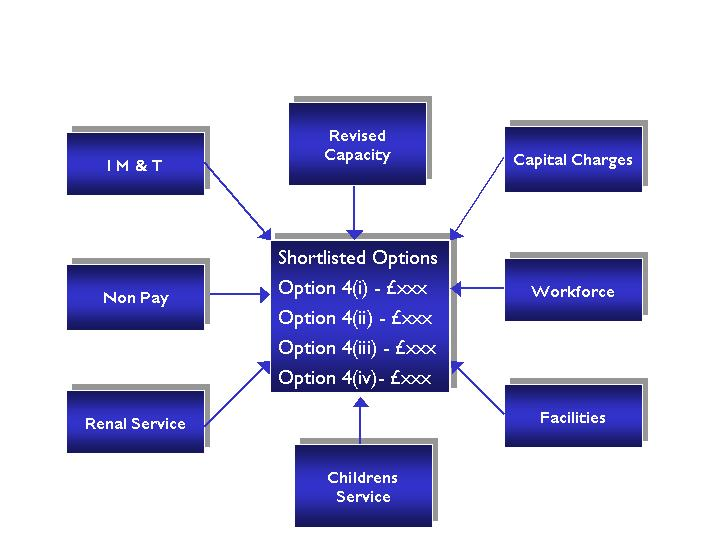 Revised
Capacity
I M & T
Capital Charges
Shortlisted Options
Option 4(i) - £xxx
Option 4(ii) - £xxx
Option 4(iii) - £xxx
Option 4(iv)- £xxx
Non Pay
Workforce
Renal Service
Facilities
Childrens
Service